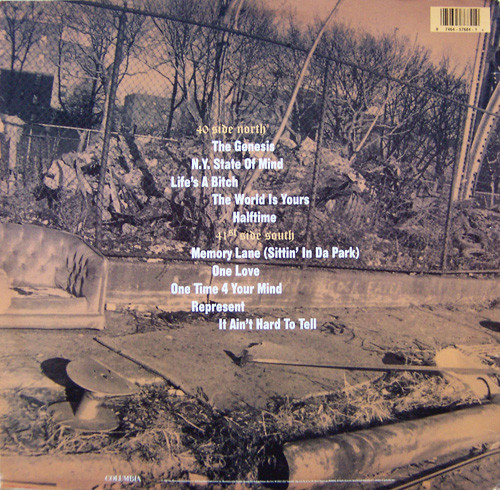 40 side north
The Genesis
N.Y. State Of Mind
Life's A Bitch
The World Is Yours
Halftime
41st side south
Memory Lane (Sittin' In Da Park)
One Love
One Time 4 Your Mind
Represent
It Ain't Hard To Tell
COLUMBIA